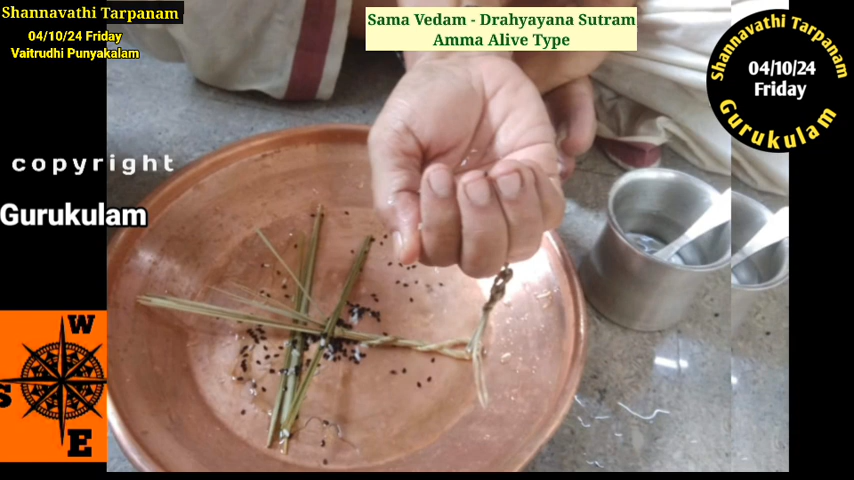 Shannavathi Tarpanam
04/10/24 Friday
Vaitrudhi Punyakalam
Sama Vedam - Drahyayana Sutram
Amma Alive Type
Shannavathi Tarpanam
04/10/24
Friday
Gurukulam
copyright
Gurukulam
W
S
E